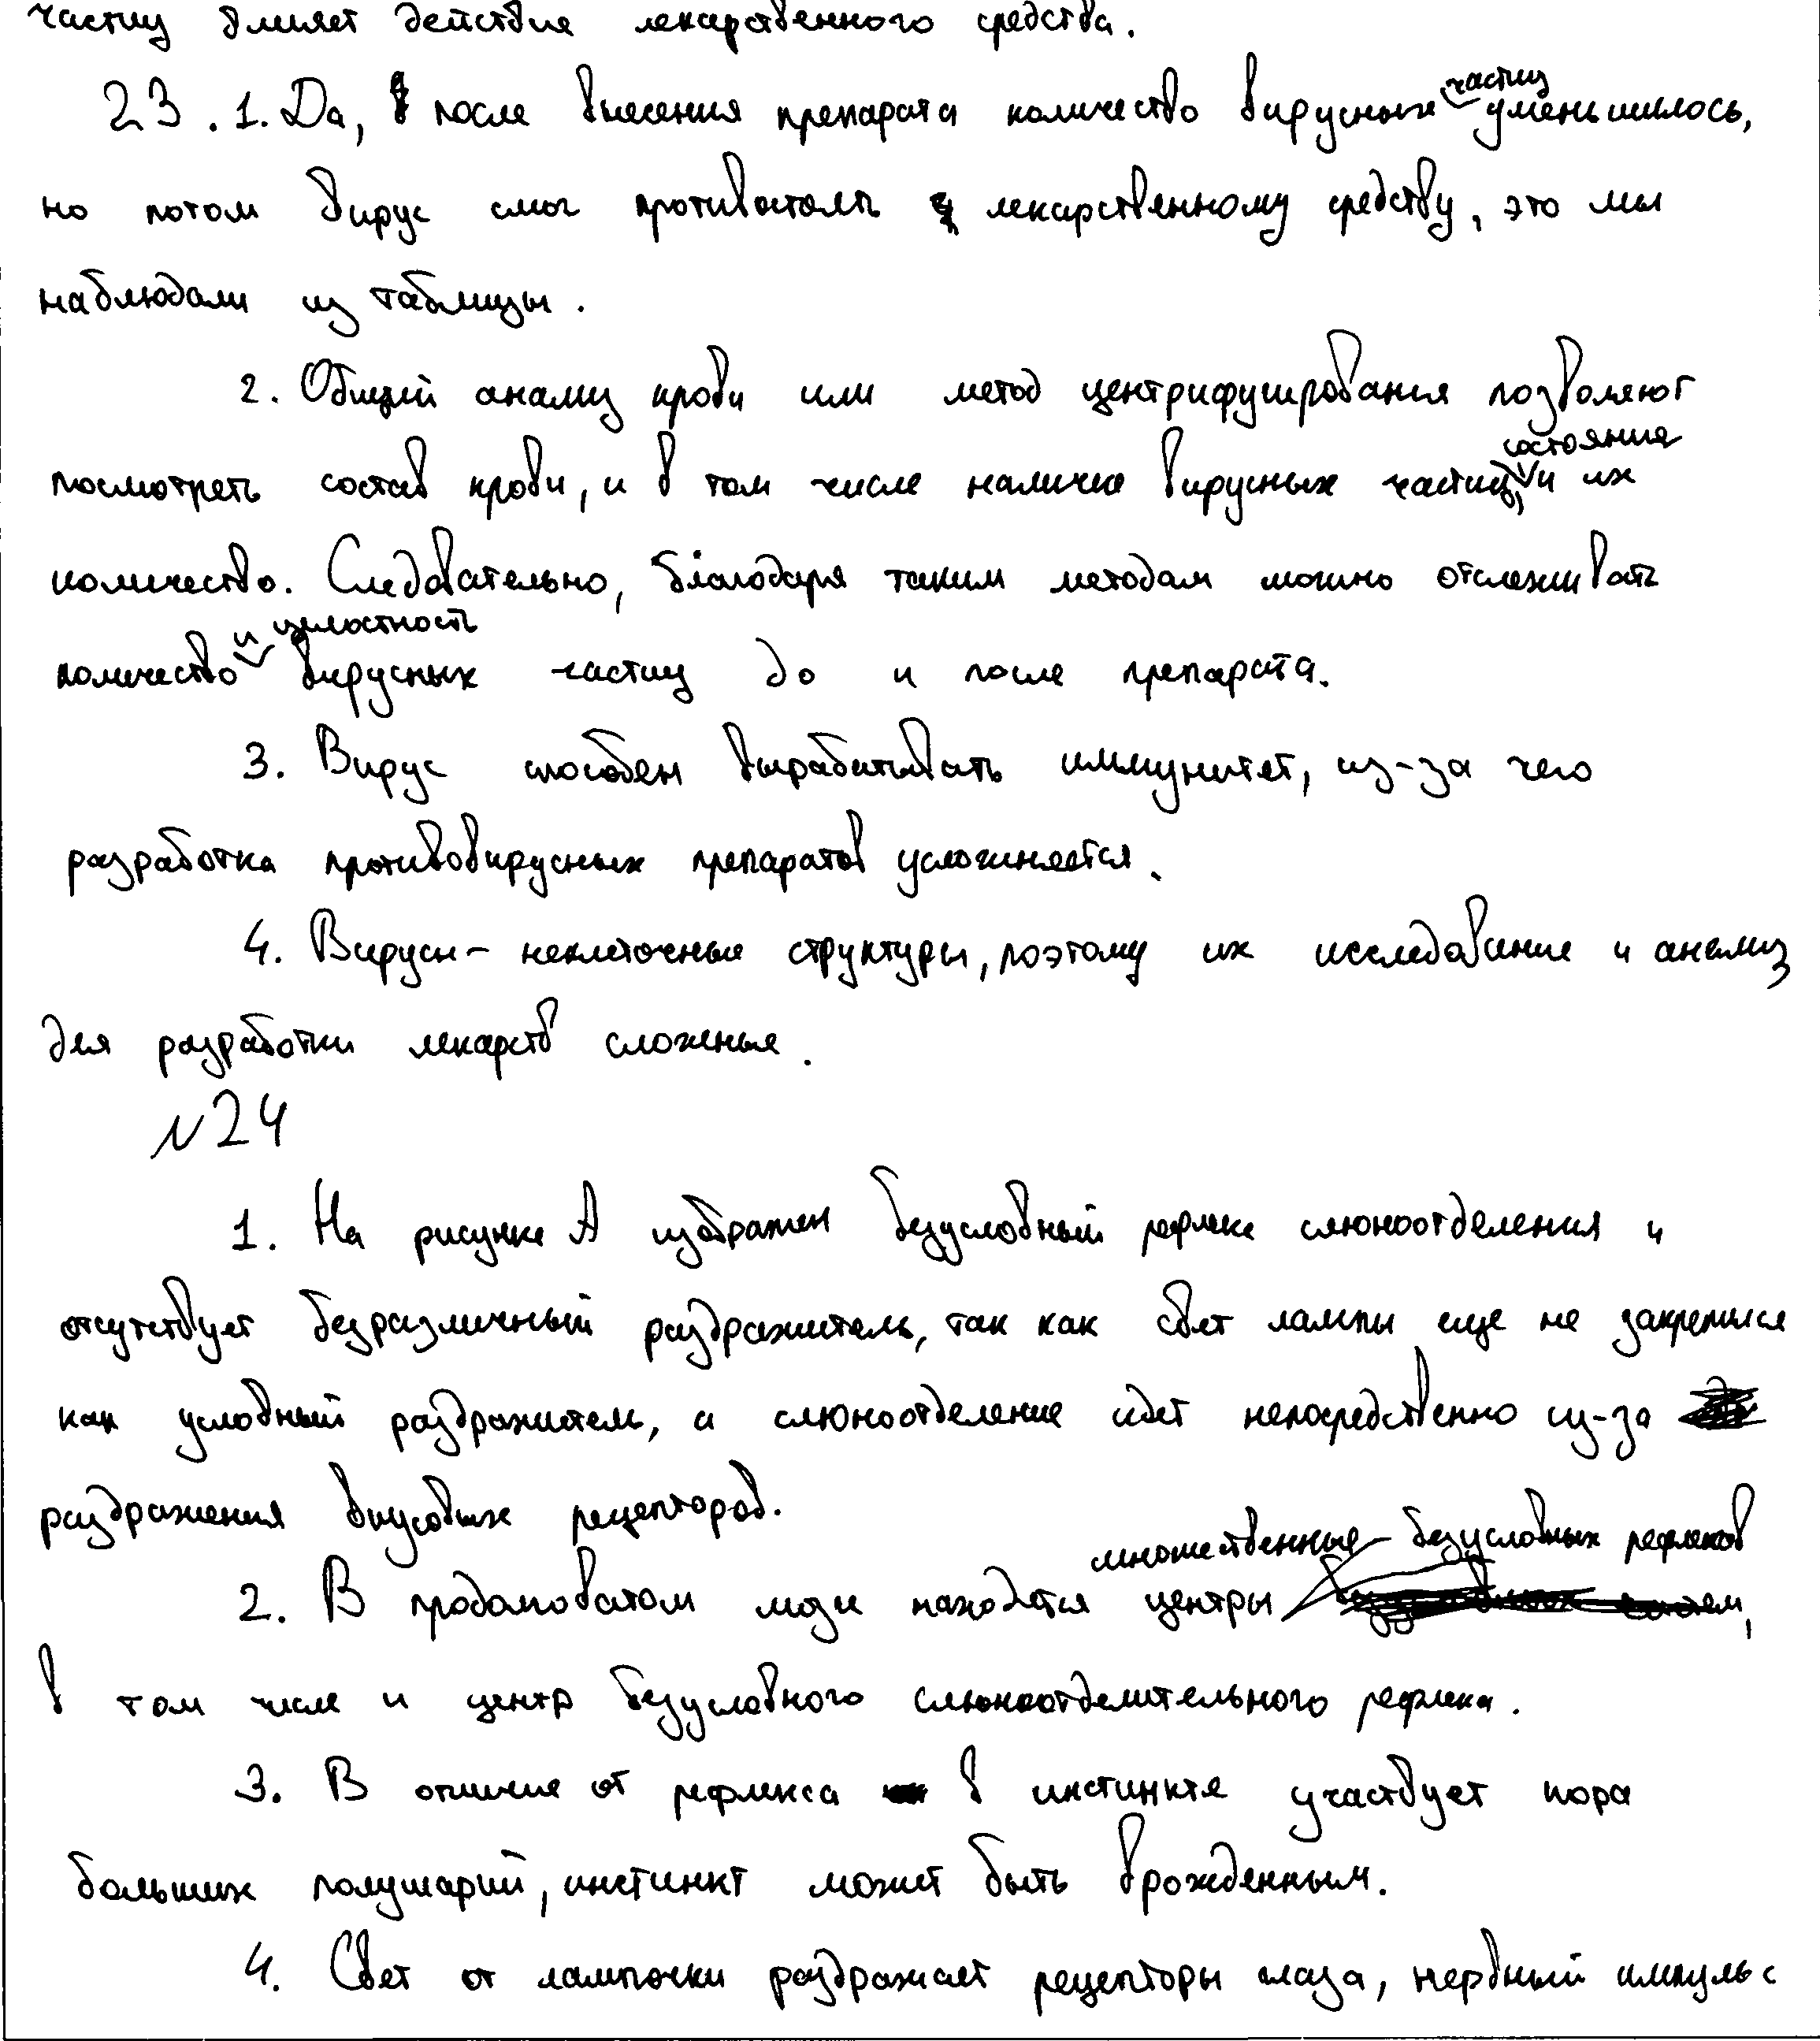 частиц влияет действие лекарственного средства.
23. 1. Да, после внесения препарата количество вирусных частиц уменьшилось,
но потом вирус смог противостоять лекарственному средству, это мы
наблюдали из таблицы.
2. Общий анализ крови или метод центрифугирования позволяют
посмотреть состав крови, и в том числе наличие вирусных частиц, состояния и их
количество. Следовательно, благодаря таким методам можно отслеживать
количество и целостность вирусных частиц до и после препарата.
3. Вирус способен вырабатывать иммунитет, из-за чего
разработка противовирусных препаратов усложняется.
4. Вирусы - неклеточные структуры, поэтому их исследование и анализ
для разработки лекарств сложеные.
N24
1. На рисунке А изображен безусловный рефлекс слюноотделения и
отсутствует безразличный раздражитель, так как свет лампы еще не закрепился
как условный раздражитель, а слюноотделение идет непосредственно из-за
раздражения вкусовых рецепторов.
2. В продолговатом мозге находятся множественные центры безусловных рефлексов,
в том числе и центр безусловного слюноотделительного рефлекса.
3. В отличие от рефлекса в инстинкте участвует кора
больших полушарий, инстинкт может быть врожденным.
4. Свет от лампочки раздражает рецепторы глаза, нервный импульс